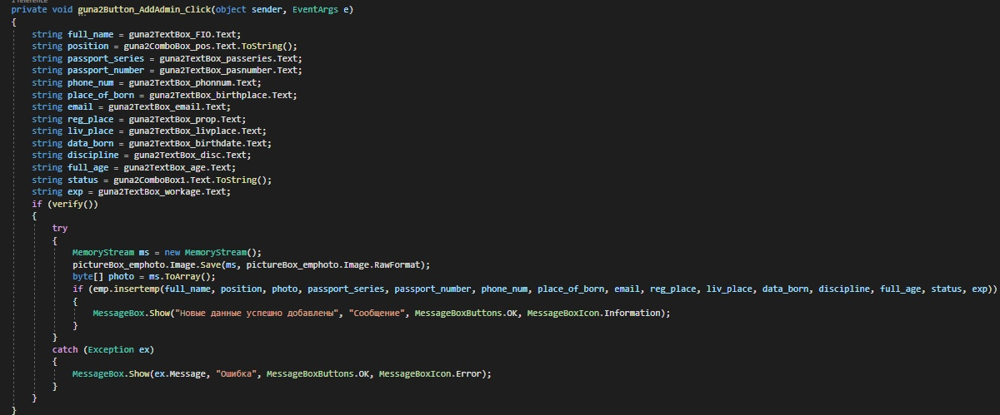 1 reference
private void guna2Button_AddAdmin_Click(object sender, EventArgs e)
{
string full_name = guna2TextBox_FIO.Text;
string position = guna2ComboBox_pos.Text.ToString();
string passport_series = guna2TextBox_passeries.Text;
string passport_number = guna2TextBox_pasnumber.Text;
string phone_num = guna2TextBox_phonnum.Text;
string place_of_born = guna2TextBox_birthplace.Text;
string email = guna2TextBox_email.Text;
string reg_place = guna2TextBox_prop.Text;
string liv_place = guna2TextBox_livplace.Text;
string data_born = guna2TextBox_birthdate.Text;
string discipline = guna2TextBox_disc.Text;
string full_age = guna2TextBox_age.Text;
string status = guna2ComboBox1.Text.ToString();
string exp = guna2TextBox_workage.Text;
if (verify())
{
try
{
MemoryStream ms = new MemoryStream();
pictureBox_emphoto.Image.Save(ms, pictureBox_emphoto.Image.RawFormat);
byte[] photo = ms.ToArray();
if (emp.insertemp(full_name, position, photo, passport_series, passport_number, phone_num, place_of_born, email, reg_place, liv_place, data_born, discipline, full_age, status, exp))
{
MessageBox.Show("Новые данные успешно добавлены", "Сообщение", MessageBoxButtons.OK, MessageBoxIcon.Information);
}
}
catch (Exception ex)
{
MessageBox.Show(ex.Message, "Ошибка", MessageBoxButtons.OK, MessageBoxIcon.Error);
}
}
}